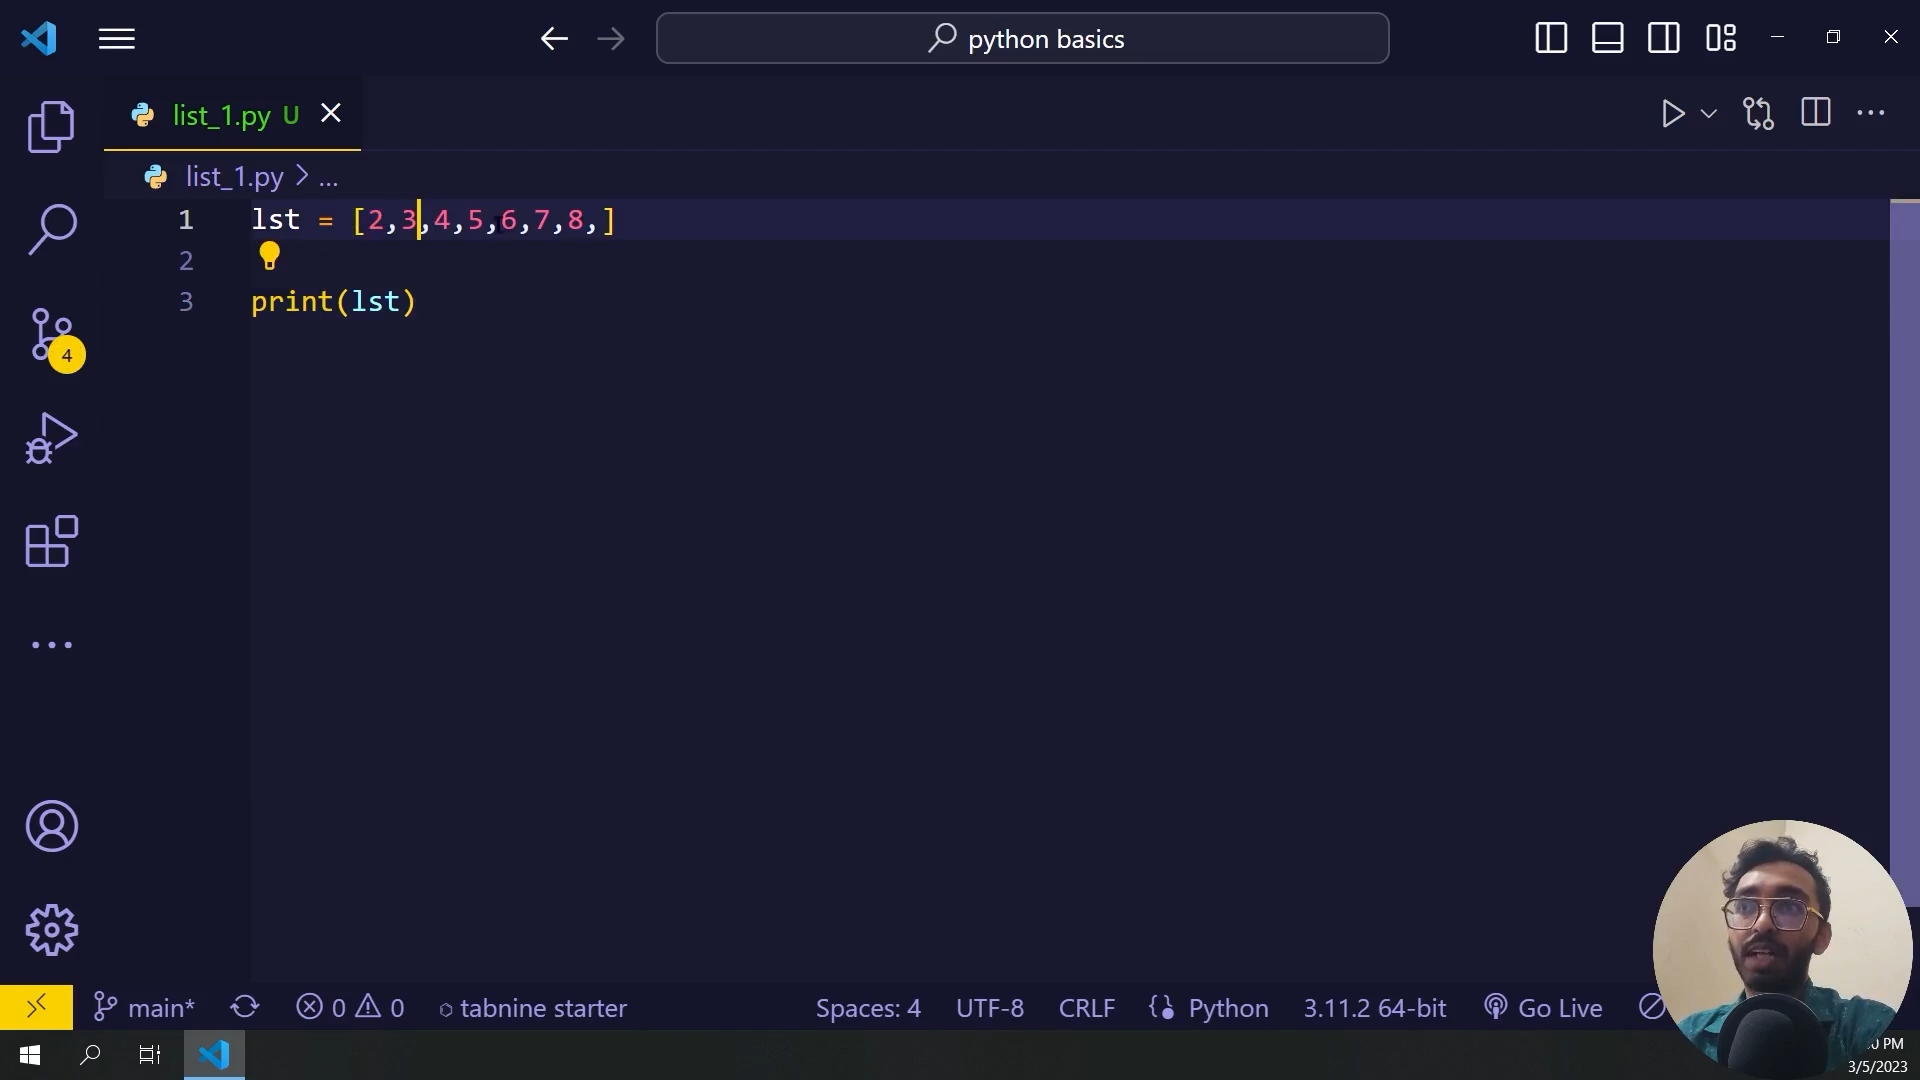 python basics
list_1.py U
list_1.py > ...
1 lst = [2,3,4,5,6,7,8,]
2
3 print(lst)
4
main* 0 0 tabnine starter Spaces: 4 UTF-8 CRLF Python 3.11.2 64-bit Go Live
0 PM
3/5/2023